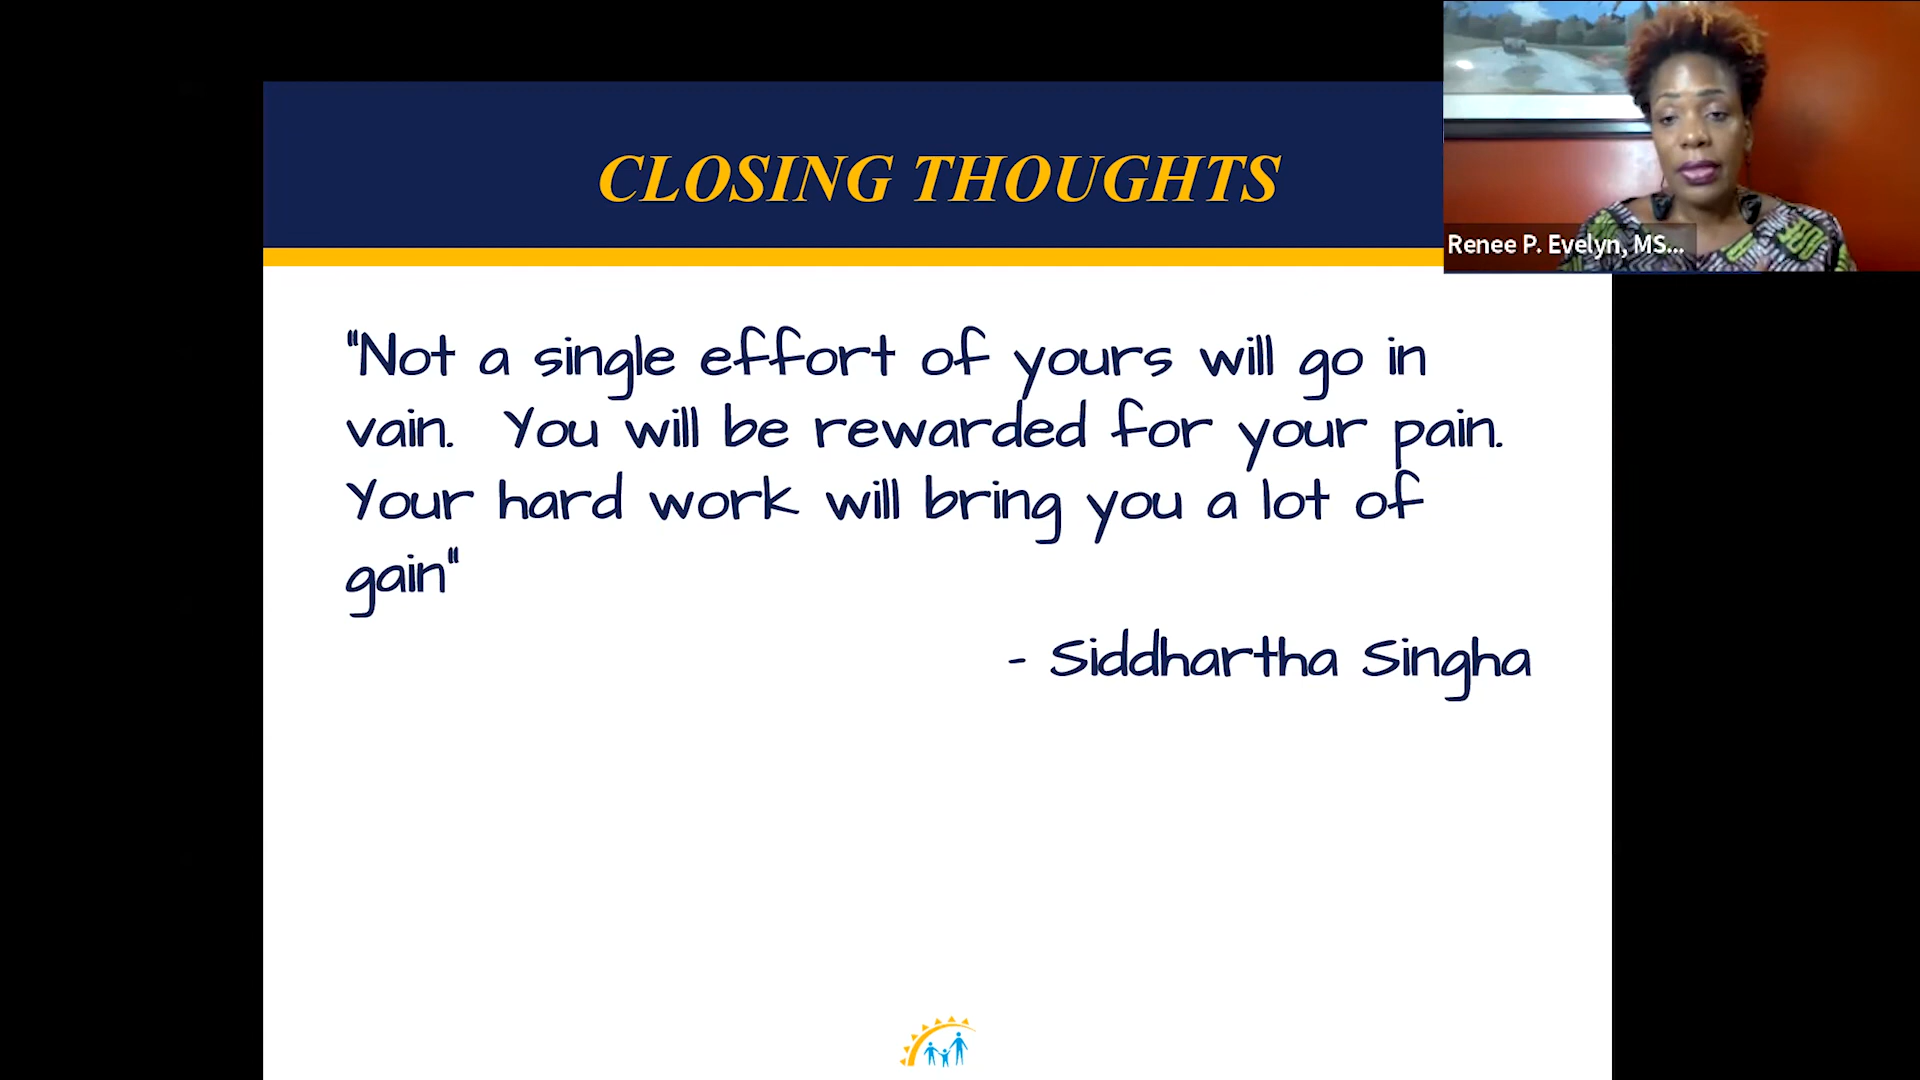 CLOSING THOUGHTS
Renee P. Evelyn, MS...
"Not a single effort of yours will go in
vain.  You will be rewarded for your pain.
Your hard work will bring you a lot of
gain"
- Siddhartha Singha